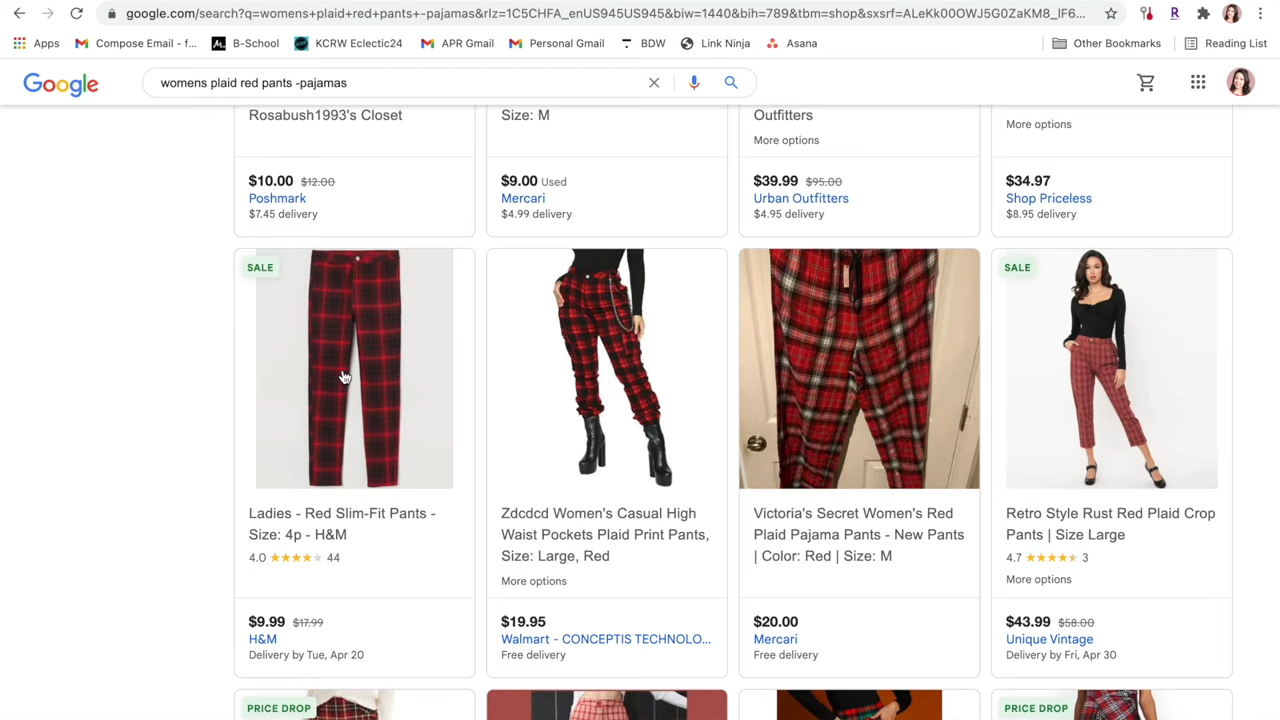 google.com/search?q=womens+plaid+red+pants+-pajamas&rlz=1C5CHFA_enUS945US945&biw=1440&bih=789&tbm=shop&sxsrf=ALeKk00OWJ5G0ZaKM8_IF6...
Apps Compose Email - f... B-School KCRW Eclectic24 APR Gmail Personal Gmail BDW Link Ninja Asana Other Bookmarks Reading List
Google womens plaid red pants -pajamas
Rosabush1993's Closet
$10.00 $12.00
Poshmark
$7.45 delivery
Size: M
$9.00 Used
Mercari
$4.99 delivery
Outfitters
More options
$39.99 $95.00
Urban Outfitters
$4.95 delivery
More options
$34.97
Shop Priceless
$8.95 delivery
SALE
Ladies - Red Slim-Fit Pants -
Size: 4p - H&M
4.0 ★★★★★ 44
$9.99 $17.99
H&M
Delivery by Tue, Apr 20
Zdcdcd Women's Casual High
Waist Pockets Plaid Print Pants,
Size: Large, Red
More options
$19.95
Walmart - CONCEPTIS TECHNOLO...
Free delivery
Victoria's Secret Women's Red
Plaid Pajama Pants - New Pants
| Color: Red | Size: M
$20.00
Mercari
Free delivery
SALE
Retro Style Rust Red Plaid Crop
Pants | Size Large
4.7 ★★★★★ 3
More options
$43.99 $58.00
Unique Vintage
Delivery by Fri, Apr 30
PRICE DROP
PRICE DROP